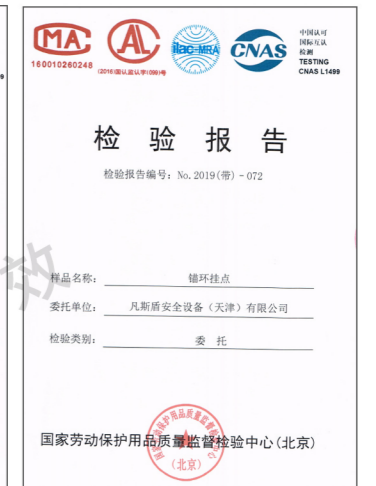 MA
AL
ilac-MRA
CNAS
中国认可
国际互认
检测
TESTING
CNAS L1499
160010260248
(2016)国认监认字(099)号
检验报告
检验报告编号：No.2019(带)-072
效
样品名称： 锚环挂点
委托单位： 凡斯盾安全设备（天津）有限公司
检验类别： 委 托
国家劳动保护用品质量监督检验中心(北京)
(北京)